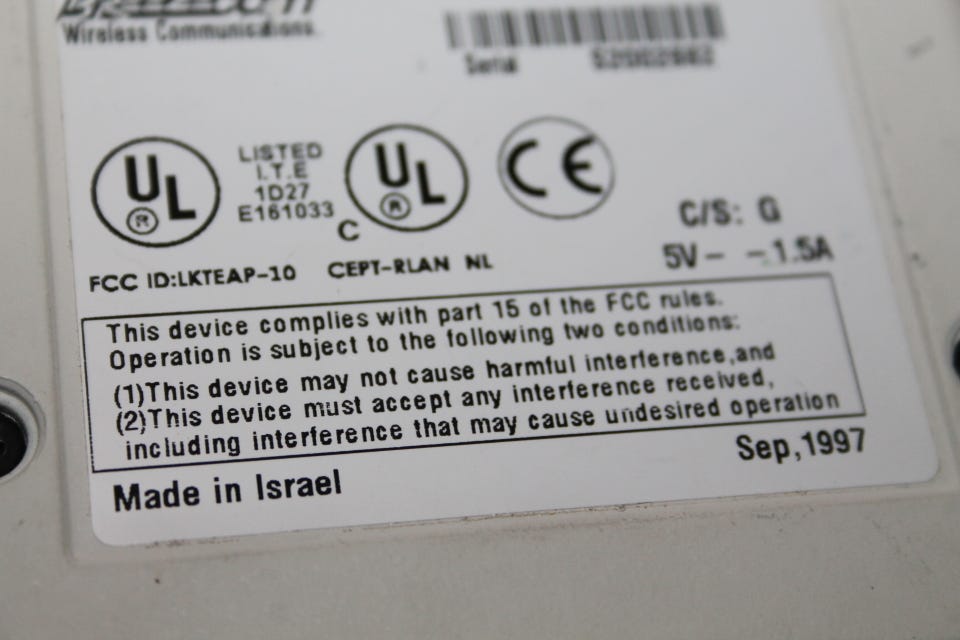 Wireless Communications
Serial
UL
®
LISTED
I.T.E
1D27
E161033
C
UL
®
CE
C/S: G
5V - - 1.5A
FCC ID:LKTEAP-10 CEPT-RLAN NL
This device complies with part 15 of the FCC rules.
Operation is subject to the following two conditions:
(1)This device may not cause harmful interference,and
(2)This device must accept any interference received,
including interference that may cause undesired operation
Sep,1997
Made in Israel